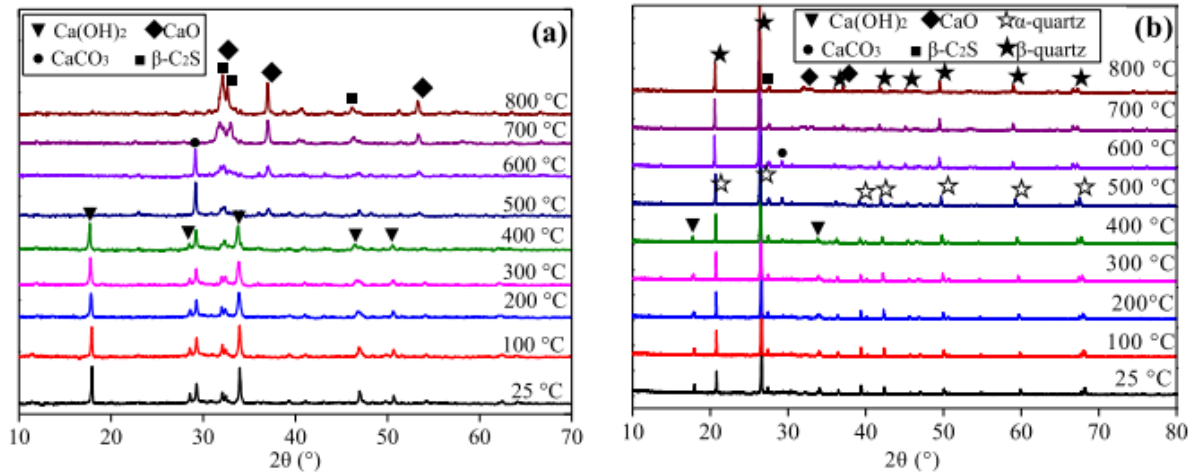 ▼ Ca(OH)₂ ◆ CaO
● CaCO₃ ■ β-C₂S
(a)
800 °C
700 °C
600 °C
500 °C
400 °C
300 °C
200 °C
100 °C
25 °C
10 20 30 40 50 60 70
2θ (°)
▼ Ca(OH)₂ ◆ CaO ☆ α-quartz
● CaCO₃ ■ β-C₂S ★ β-quartz
(b)
800 °C
700 °C
600 °C
500 °C
400 °C
300 °C
200°C
100 °C
25 °C
10 20 30 40 50 60 70
2θ (°)